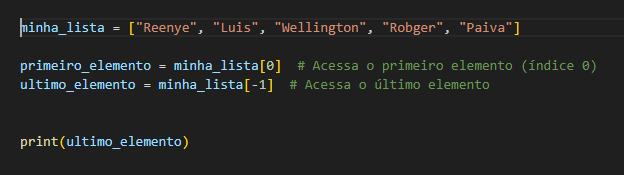 minha_lista = ["Reenye", "Luis", "Wellington", "Robger", "Paiva"]
primeiro_elemento = minha_lista[0]  # Acessa o primeiro elemento (índice 0)
ultimo_elemento = minha_lista[-1]  # Acessa o último elemento
print(ultimo_elemento)